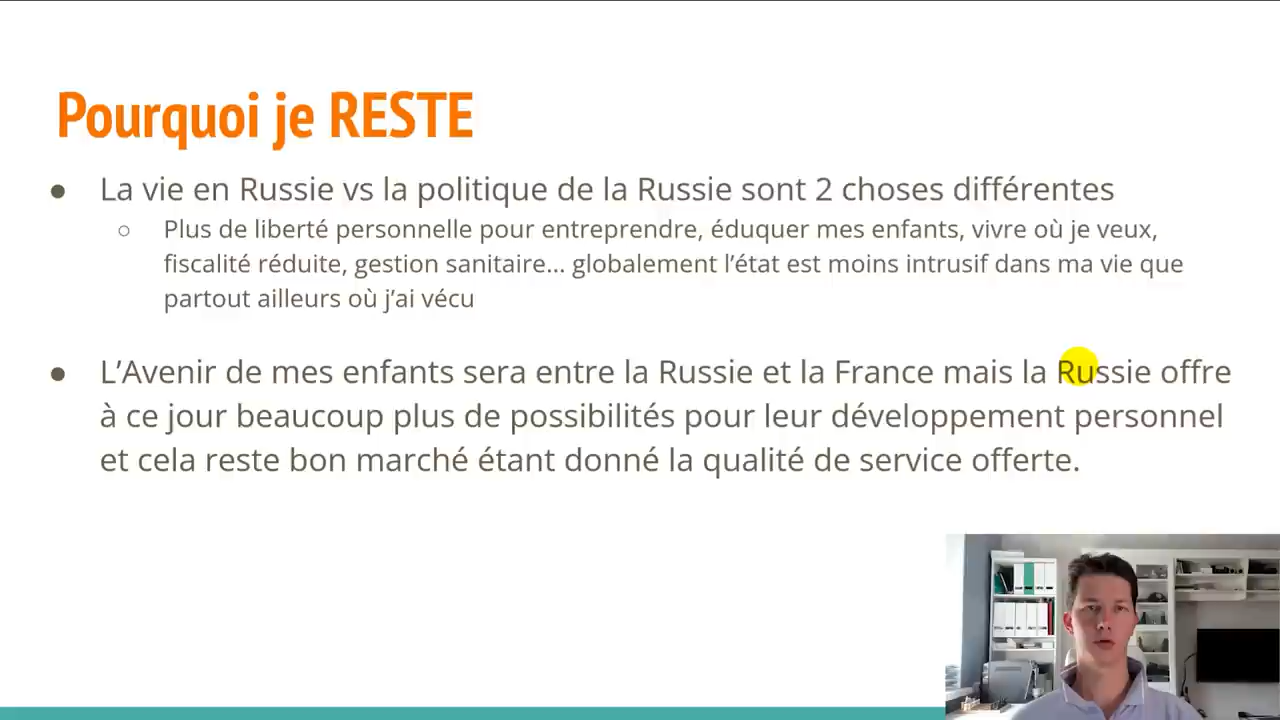 Pourquoi je RESTE
● La vie en Russie vs la politique de la Russie sont 2 choses différentes
○ Plus de liberté personnelle pour entreprendre, éduquer mes enfants, vivre où je veux,
fiscalité réduite, gestion sanitaire... globalement l’état est moins intrusif dans ma vie que
partout ailleurs où j’ai vécu
● L’Avenir de mes enfants sera entre la Russie et la France mais la Russie offre
à ce jour beaucoup plus de possibilités pour leur développement personnel
et cela reste bon marché étant donné la qualité de service offerte.